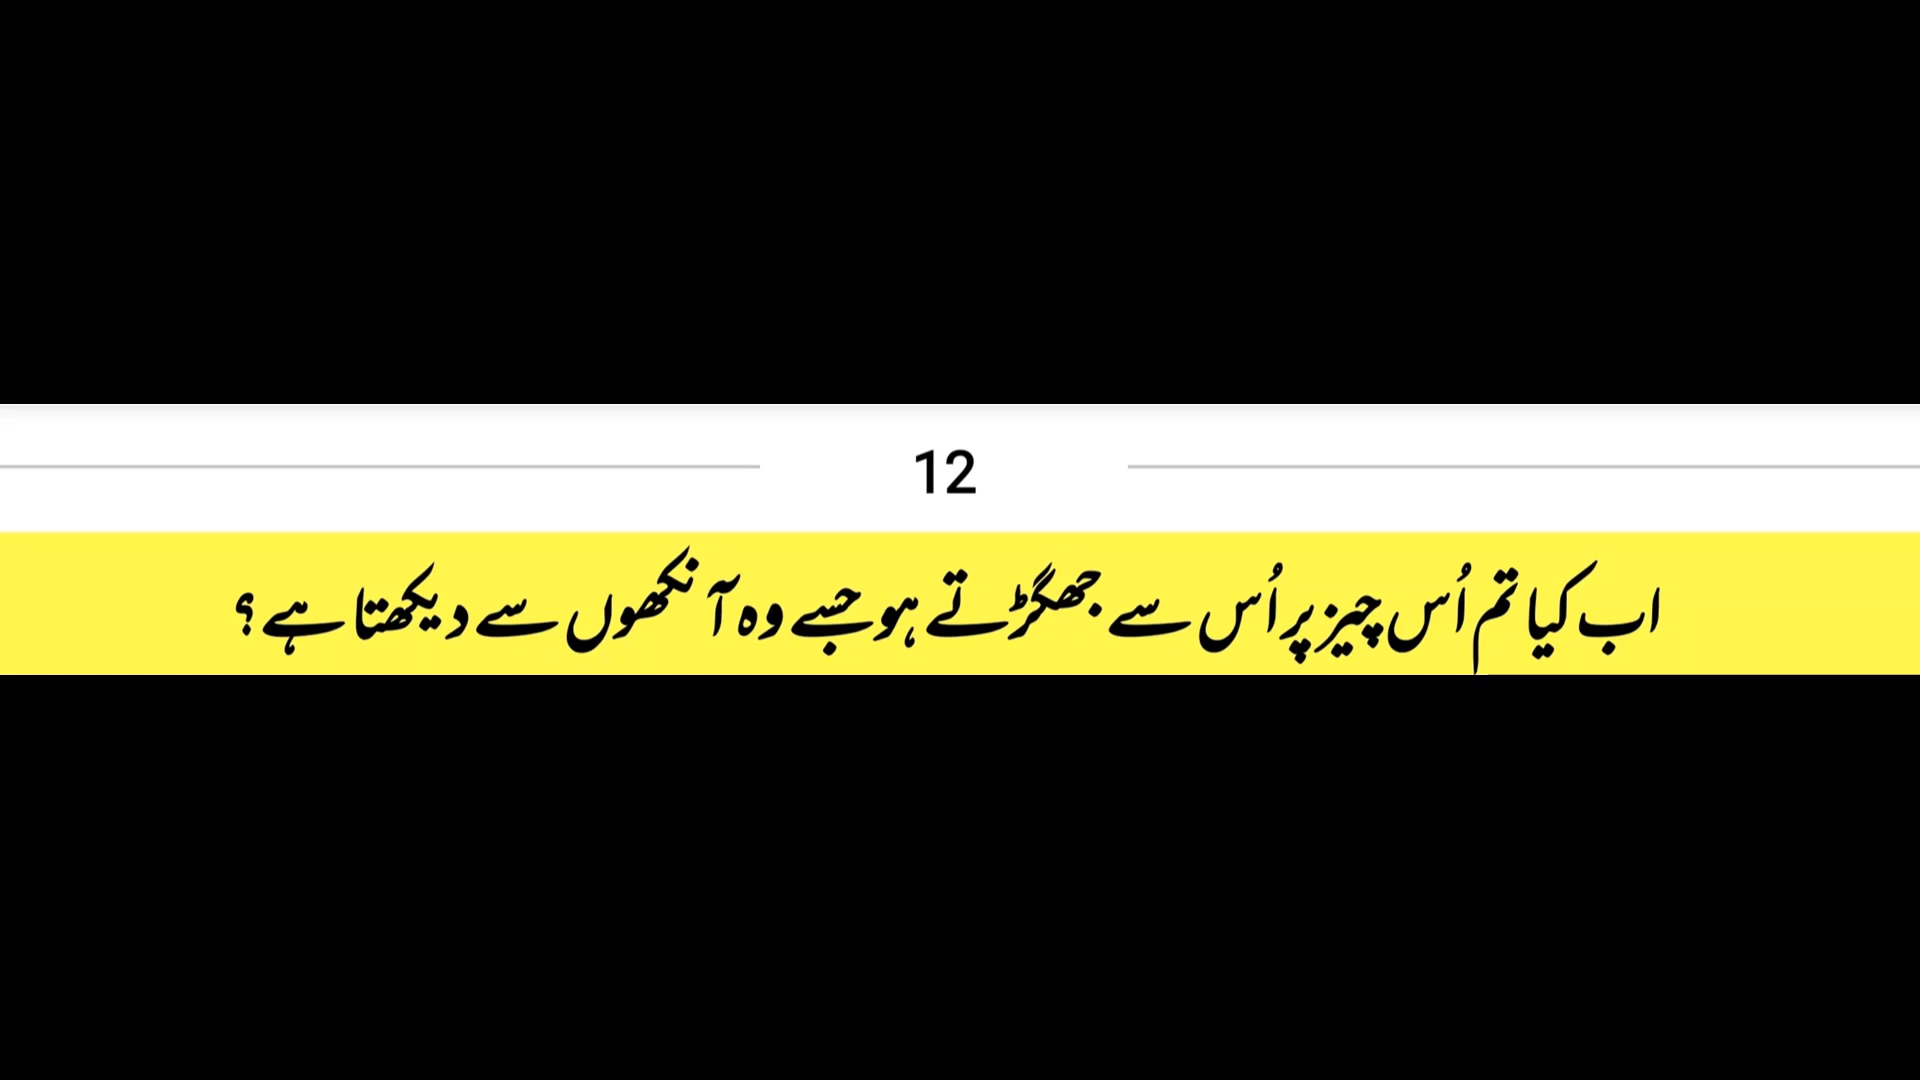 12
اب کیا تم اُس چیز پر اُس سے جھگڑتے ہو جسے وہ آنکھوں سے دیکھتا ہے؟